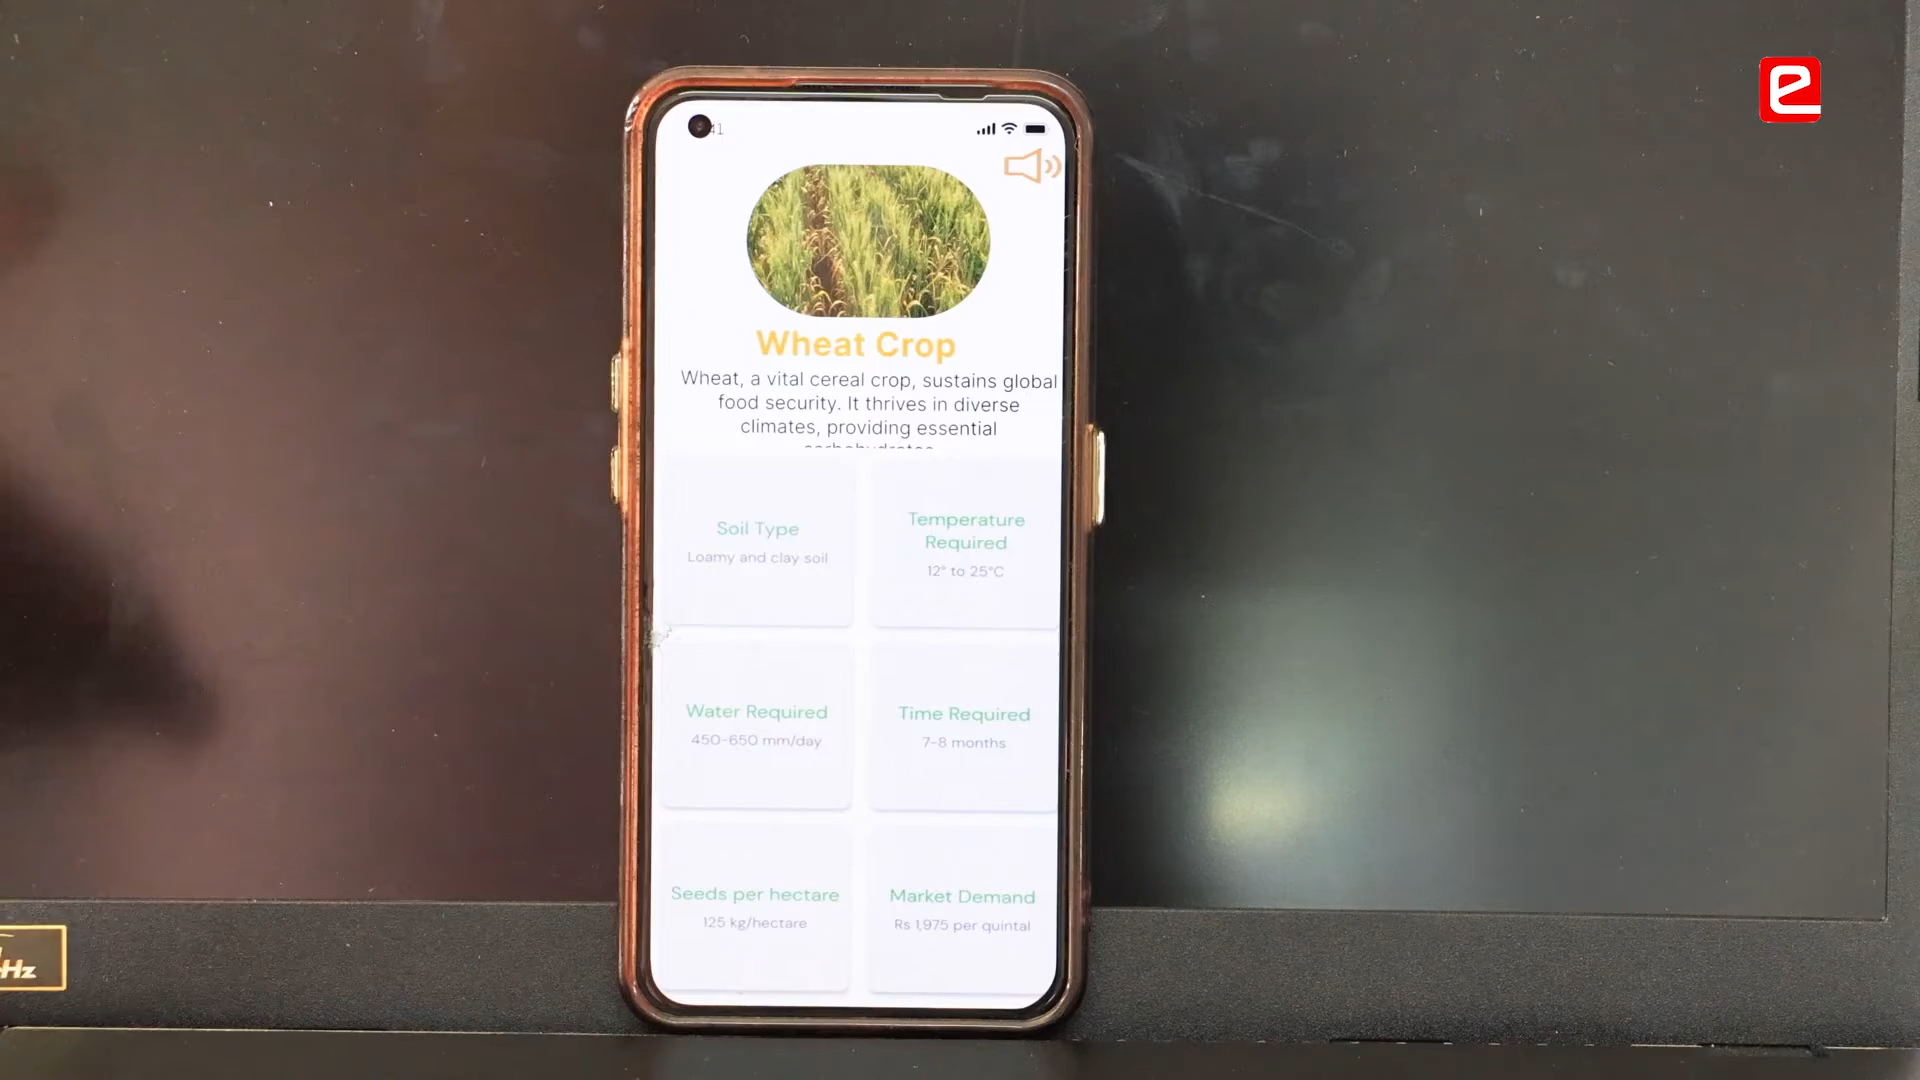 41
Wheat Crop
Wheat, a vital cereal crop, sustains global
food security. It thrives in diverse
climates, providing essential
carbohydrates
Soil Type
Loamy and clay soil
Temperature
Required
12° to 25°C
Water Required
450-650 mm/day
Time Required
7-8 months
Seeds per hectare
125 kg/hectare
Market Demand
Rs 1,975 per quintal
Hz
e